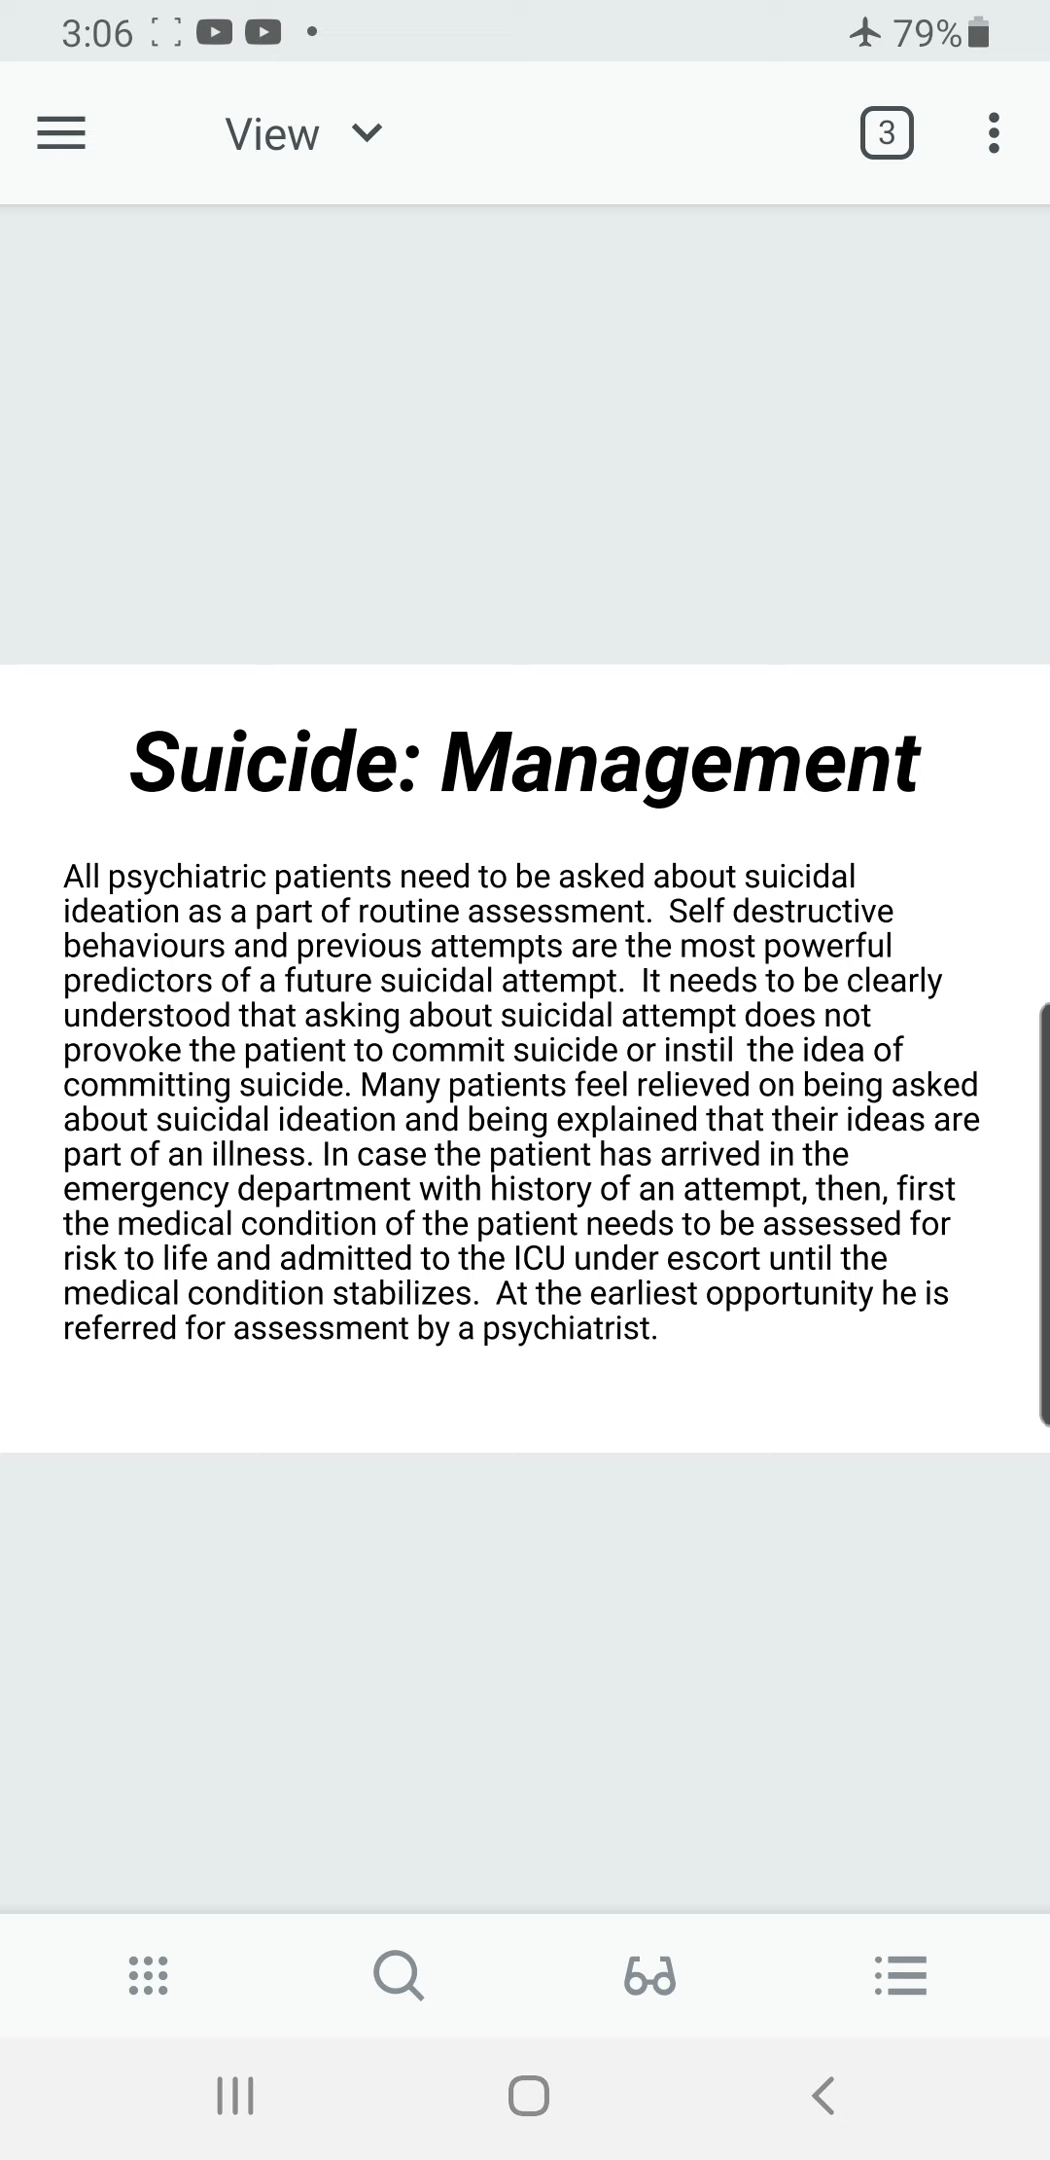 3:06
79%
View
3
Suicide: Management
All psychiatric patients need to be asked about suicidal
ideation as a part of routine assessment.  Self destructive
behaviours and previous attempts are the most powerful
predictors of a future suicidal attempt.  It needs to be clearly
understood that asking about suicidal attempt does not
provoke the patient to commit suicide or instil  the idea of
committing suicide. Many patients feel relieved on being asked
about suicidal ideation and being explained that their ideas are
part of an illness. In case the patient has arrived in the
emergency department with history of an attempt, then, first
the medical condition of the patient needs to be assessed for
risk to life and admitted to the ICU under escort until the
medical condition stabilizes.  At the earliest opportunity he is
referred for assessment by a psychiatrist.